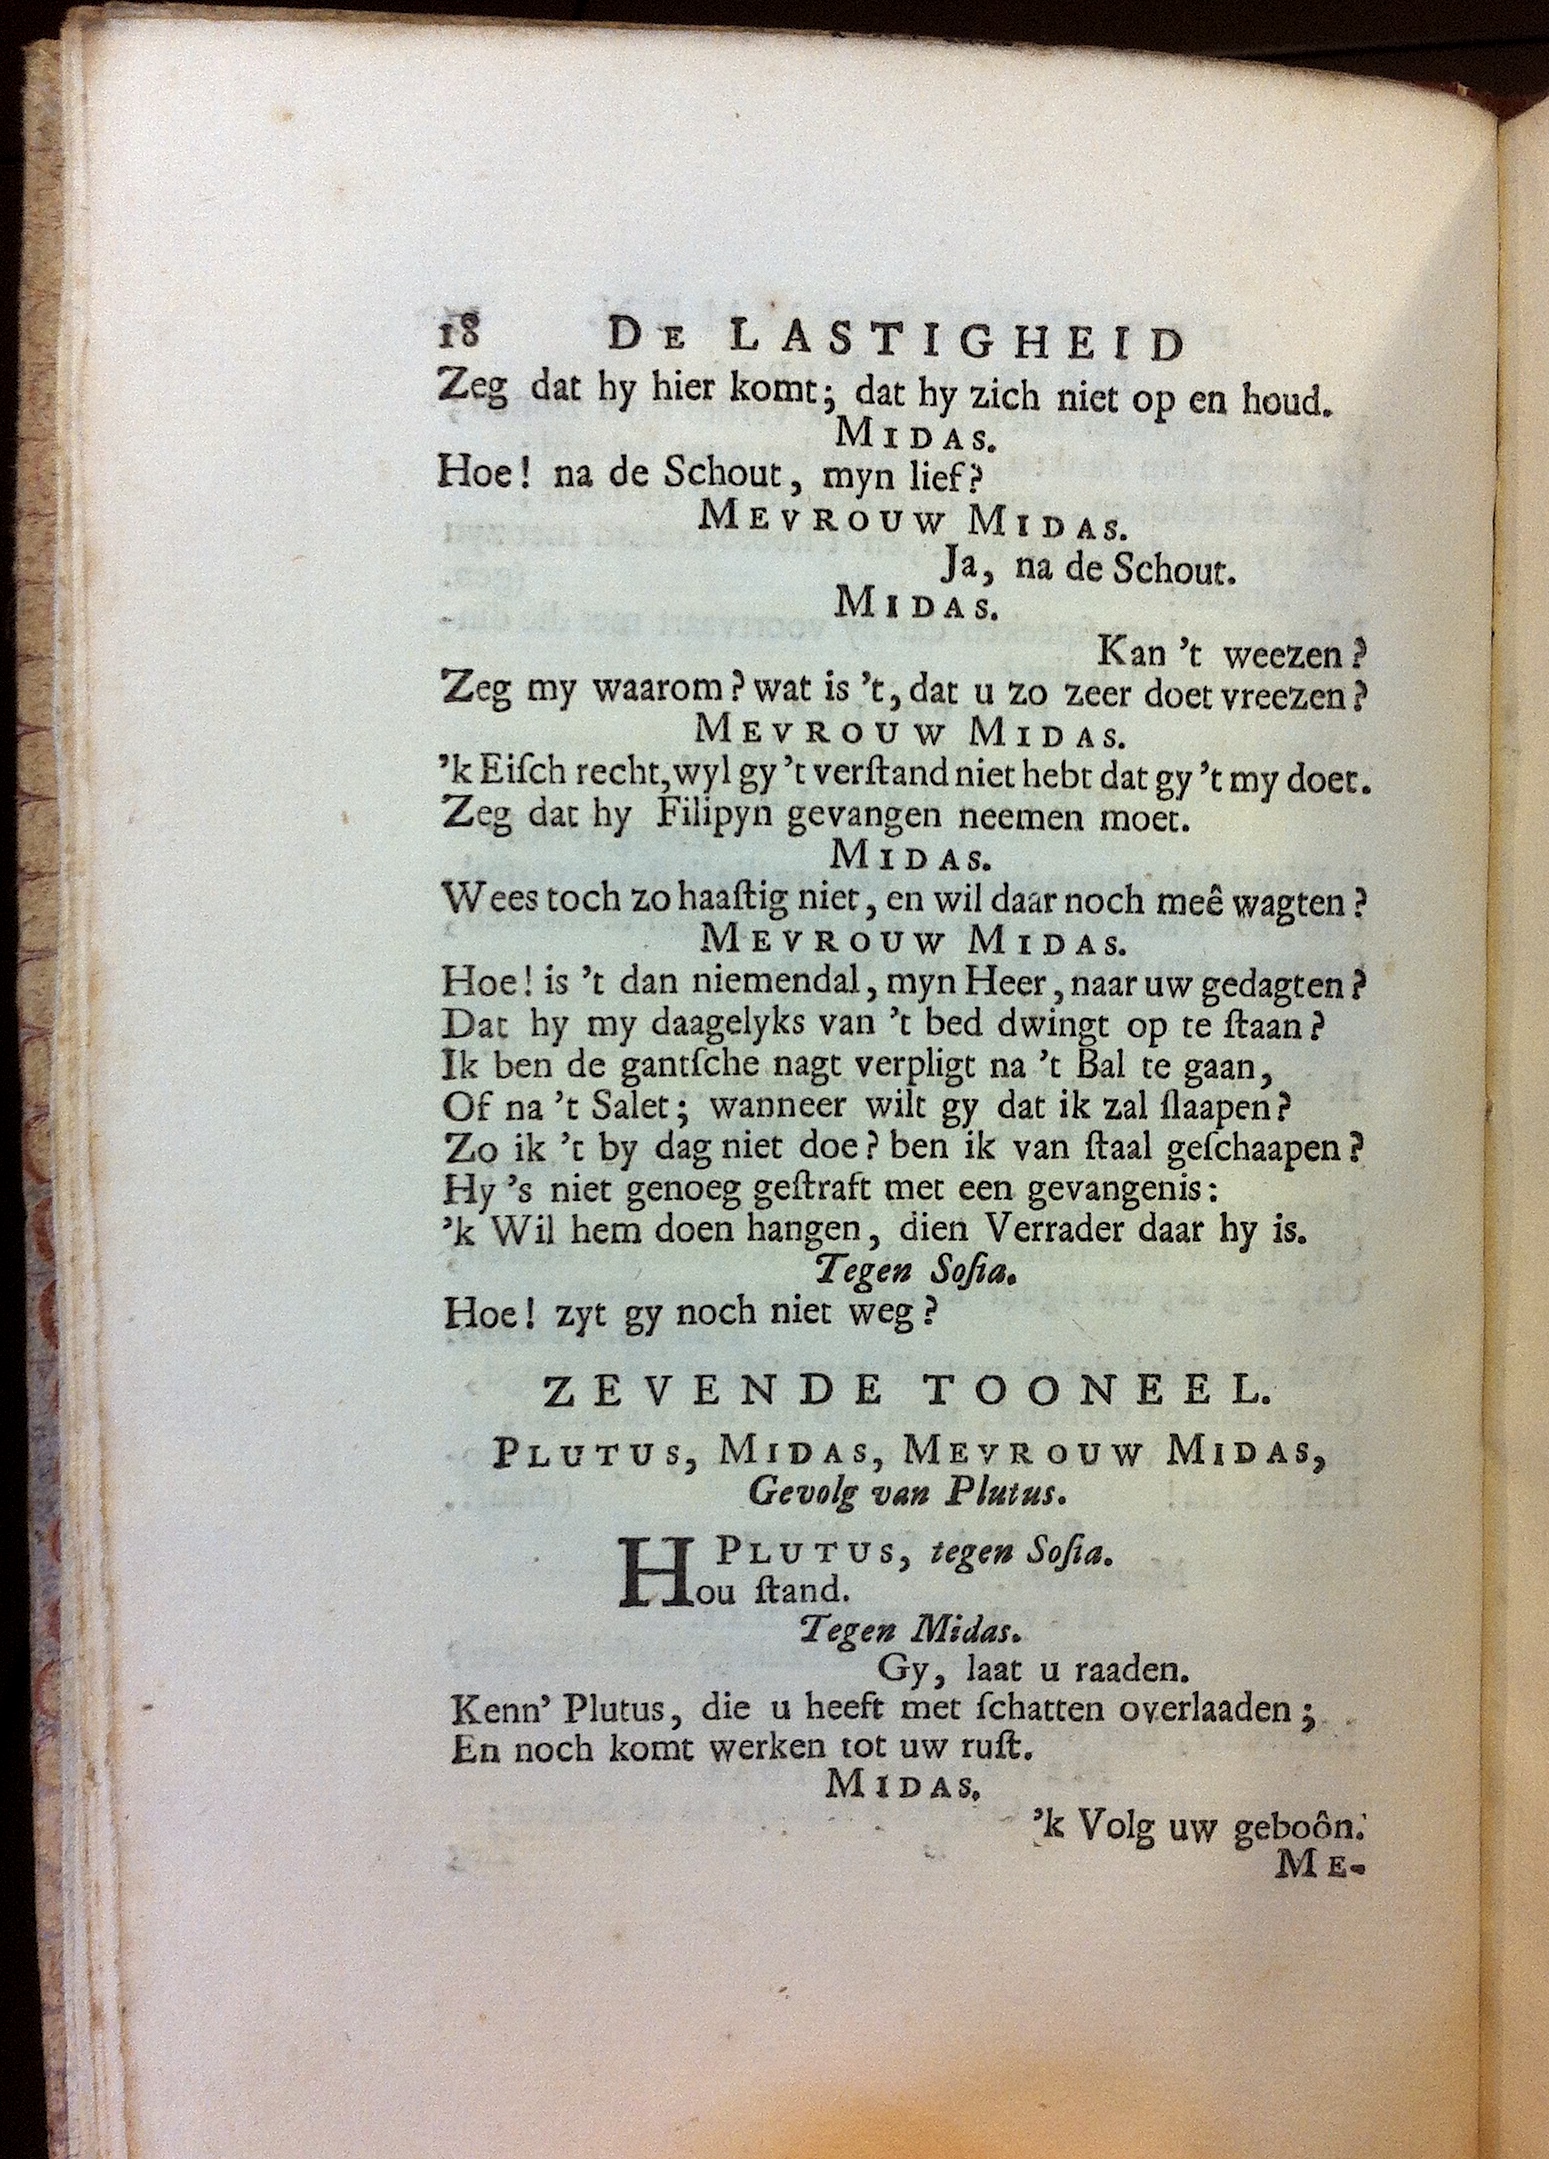 18 DE LASTIGHEID
Zeg dat hy hier komt; dat hy zich niet op en houd.
MIDAS.
Hoe! na de Schout, myn lief?
MEVROUW MIDAS.
Ja, na de Schout.
MIDAS.
Kan 't weezen?
Zeg my waarom? wat is 't, dat u zo zeer doet vreezen?
MEVROUW MIDAS.
'k Eiſch recht, wyl gy 't verſtand niet hebt dat gy 't my doet.
Zeg dat hy Filipyn gevangen neemen moet.
MIDAS.
Wees toch zo haaſtig niet, en wil daar noch meê wagten?
MEVROUW MIDAS.
Hoe! is 't dan niemendal, myn Heer, naar uw gedagten?
Dat hy my daagelyks van 't bed dwingt op te ſtaan?
Ik ben de gantſche nagt verpligt na 't Bal te gaan,
Of na 't Salet; wanneer wilt gy dat ik zal ſlaapen?
Zo ik 't by dag niet doe? ben ik van ſtaal geſchaapen?
Hy 's niet genoeg geſtraft met een gevangenis:
'k Wil hem doen hangen, dien Verrader daar hy is.
Tegen Soſia.
Hoe! zyt gy noch niet weg?
ZEVENDE TOONEEL.
PLUTUS, MIDAS, MEVROUW MIDAS,
Gevolg van Plutus.
PLUTUS, tegen Soſia.
Hou ſtand.
Tegen Midas.
Gy, laat u raaden.
Kenn' Plutus, die u heeft met ſchatten overlaaden;
En noch komt werken tot uw ruſt.
MIDAS.
'k Volg uw geboôn.
ME-